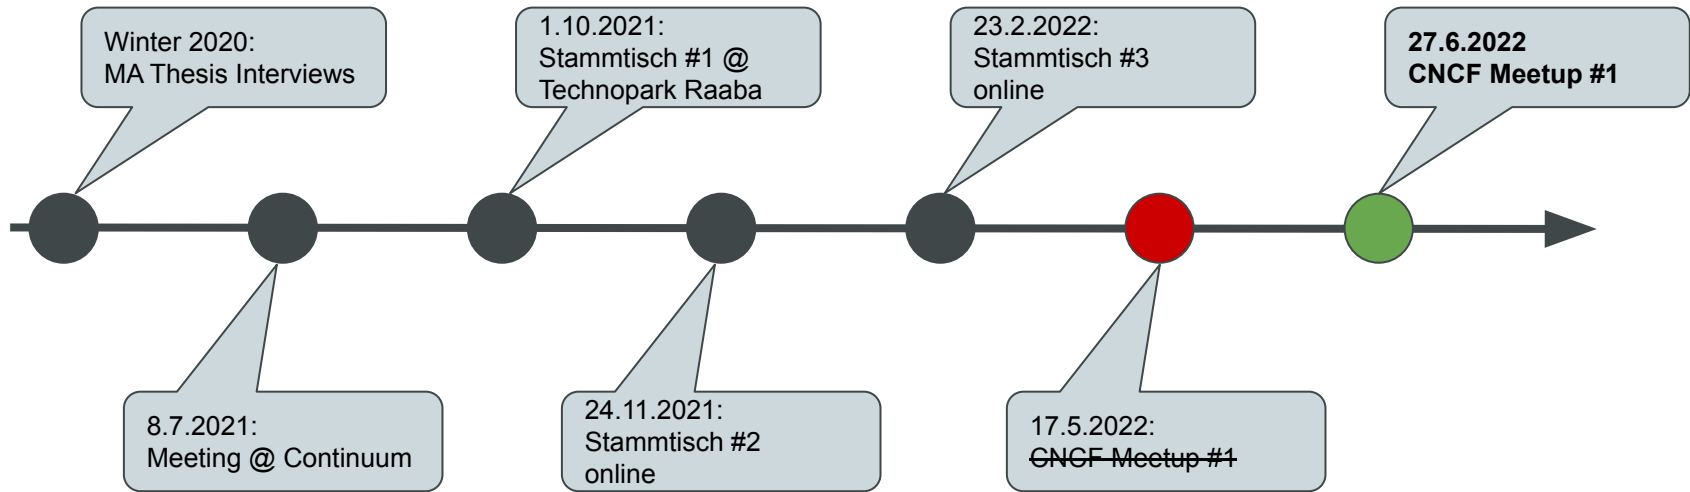 Winter 2020:
MA Thesis Interviews
1.10.2021:
Stammtisch #1 @
Technopark Raaba
23.2.2022:
Stammtisch #3
online
27.6.2022
CNCF Meetup #1
8.7.2021:
Meeting @ Continuum
24.11.2021:
Stammtisch #2
online
17.5.2022:
CNCF Meetup #1